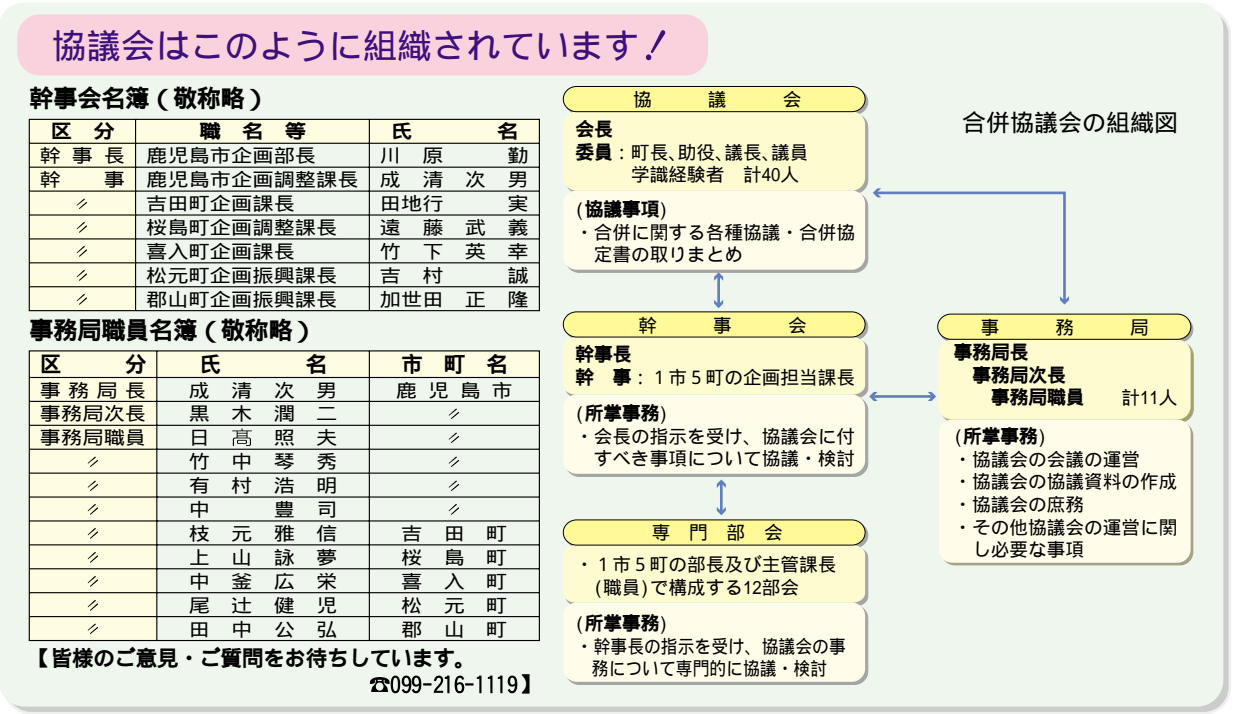 協議会はこのように組織されています！
幹事会名簿（敬称略）
区分 職名等 氏名
幹事長 鹿児島市企画部長 川原勤
幹事 鹿児島市企画調整課長 成清次男
〃 吉田町企画課長 田地行実
〃 桜島町企画調整課長 遠藤武義
〃 喜入町企画課長 竹下英幸
〃 松元町企画振興課長 吉村誠
〃 郡山町企画振興課長 加世田正隆
事務局職員名簿（敬称略）
区分 氏名 市町名
事務局長 成清次男 鹿児島市
事務局次長 黒木潤二 〃
事務局職員 日髙照夫 〃
〃 竹中琴秀 〃
〃 有村浩明 〃
〃 中豊司 〃
〃 枝元雅信 吉田町
〃 上山詠夢 桜島町
〃 中釜広栄 喜入町
〃 尾辻健児 松元町
〃 田中公弘 郡山町
【皆様のご意見・ご質問をお待ちしています。
☎099-216-1119】
合併協議会の組織図
協議会
会長
委員：町長、助役、議長、議員
学識経験者 計40人
(協議事項)
・合併に関する各種協議・合併協
定書の取りまとめ
幹事会
幹事長
幹事：１市５町の企画担当課長
(所掌事務)
・会長の指示を受け、協議会に付
すべき事項について協議・検討
専門部会
・１市５町の部長及び主管課長
(職員)で構成する12部会
(所掌事務)
・幹事長の指示を受け、協議会の事
務について専門的に協議・検討
事務局
事務局長
事務局次長
事務局職員 計11人
(所掌事務)
・協議会の会議の運営
・協議会の協議資料の作成
・協議会の庶務
・その他協議会の運営に関
し必要な事項